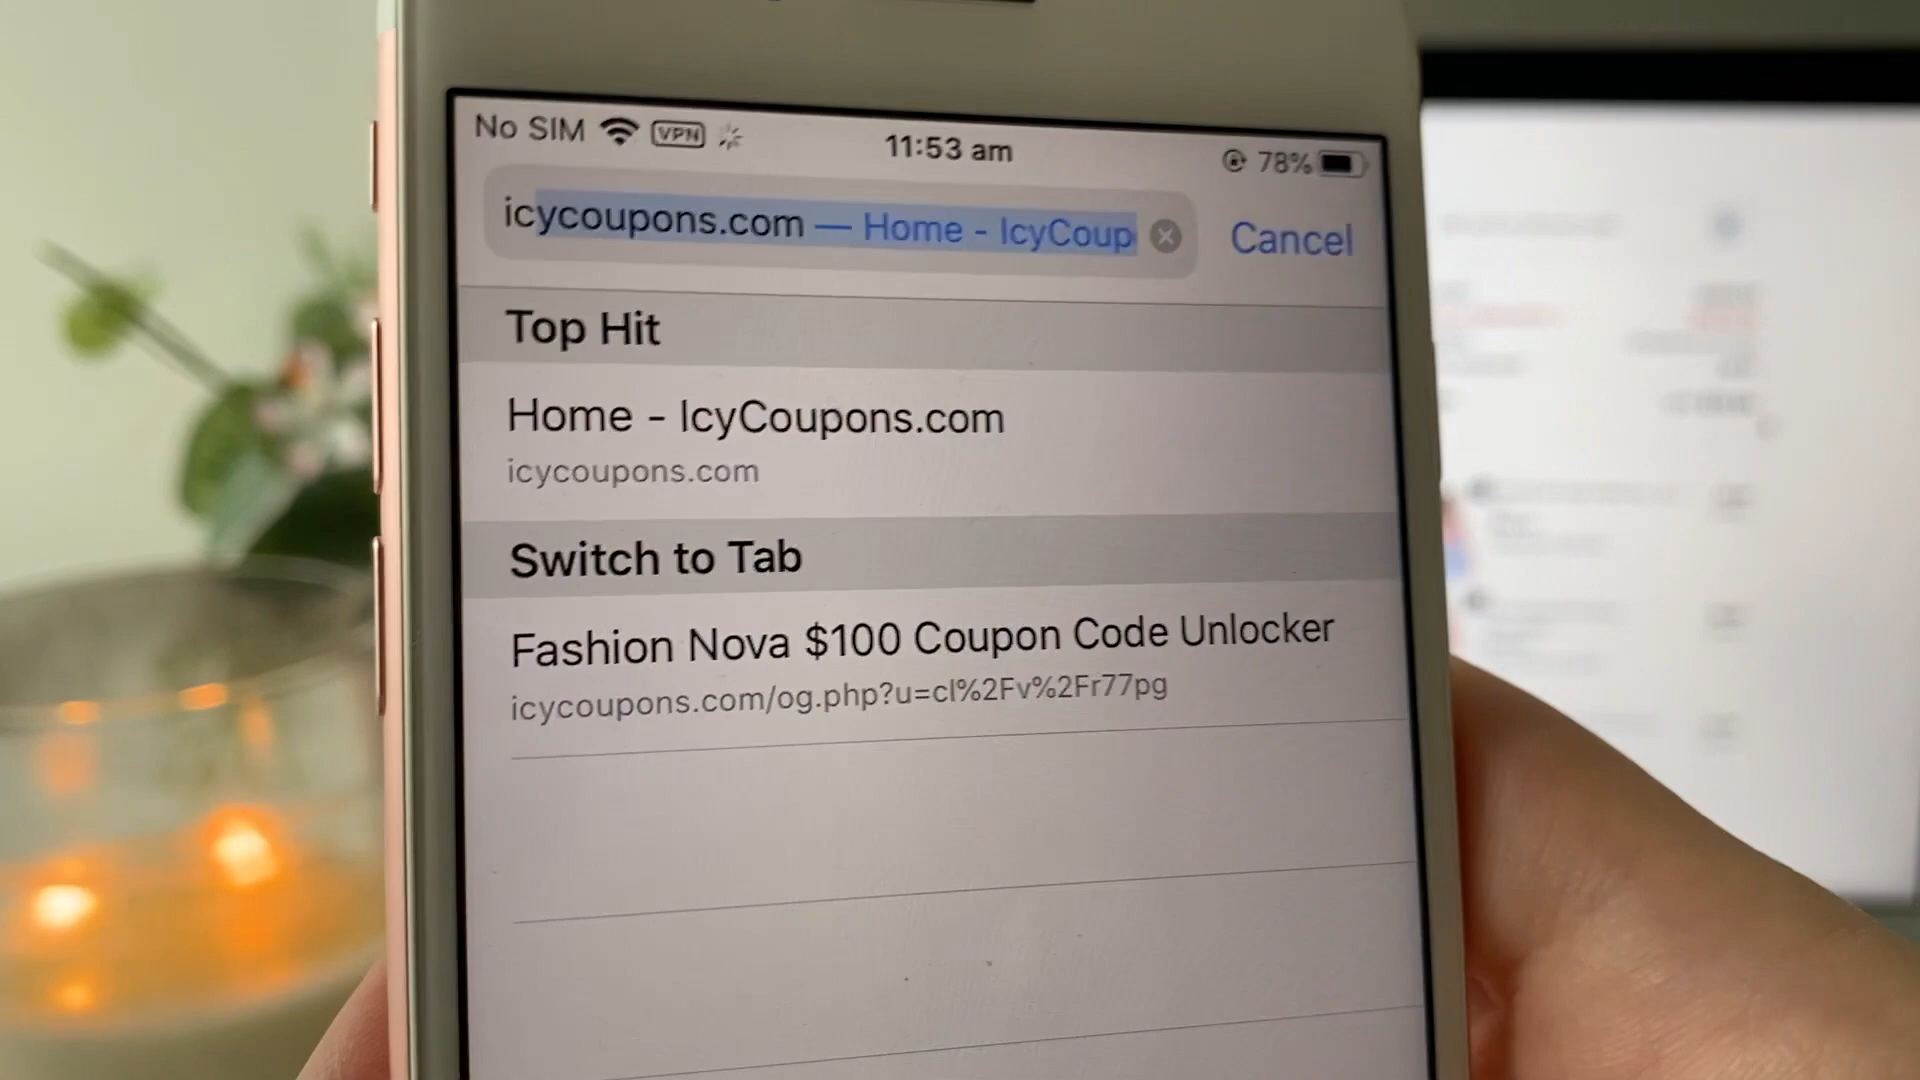 No SIM VPN 11:53 am 78%
icycoupons.com — Home - IcyCoup Cancel
Top Hit
Home - IcyCoupons.com
icycoupons.com
Switch to Tab
Fashion Nova $100 Coupon Code Unlocker
icycoupons.com/og.php?u=cl%2Fv%2Fr77pg